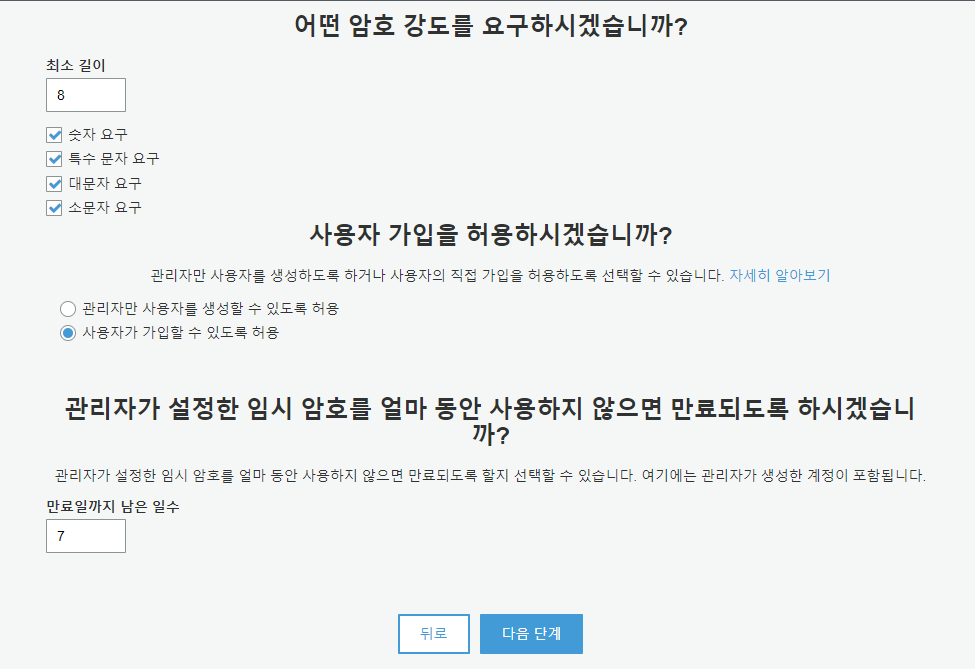 어떤 암호 강도를 요구하시겠습니까?
최소 길이
8
숫자 요구
특수 문자 요구
대문자 요구
소문자 요구
사용자 가입을 허용하시겠습니까?
관리자만 사용자를 생성하도록 하거나 사용자의 직접 가입을 허용하도록 선택할 수 있습니다. 자세히 알아보기
관리자만 사용자를 생성할 수 있도록 허용
사용자가 가입할 수 있도록 허용
관리자가 설정한 임시 암호를 얼마 동안 사용하지 않으면 만료되도록 하시겠습니
까?
관리자가 설정한 임시 암호를 얼마 동안 사용하지 않으면 만료되도록 할지 선택할 수 있습니다. 여기에는 관리자가 생성한 계정이 포함됩니다.
만료일까지 남은 일수
7
뒤로 다음 단계